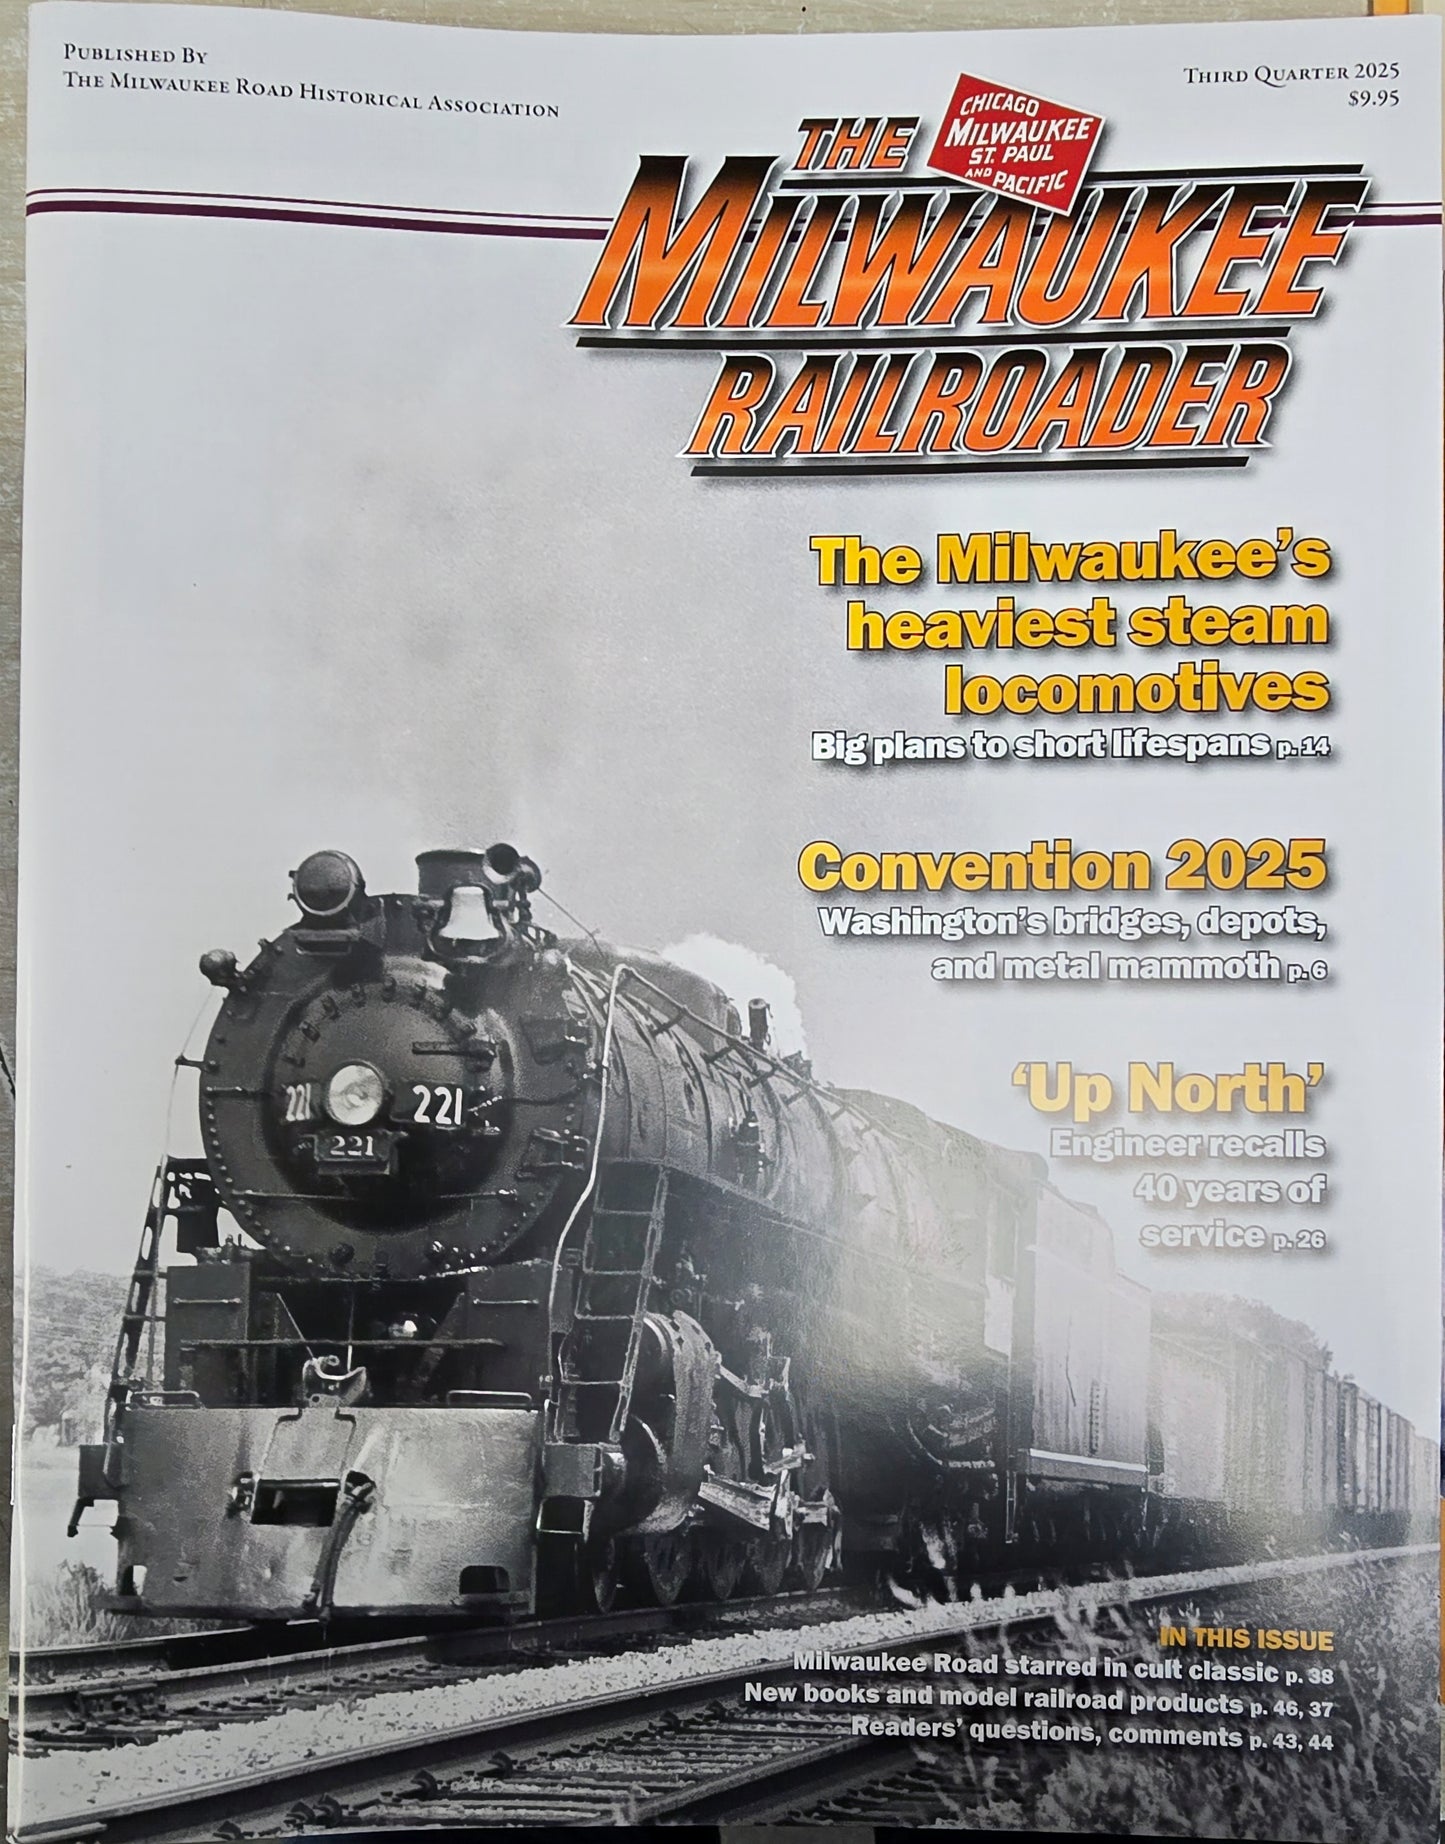 PUBLISHED BY
THE MILWAUKEE ROAD HISTORICAL ASSOCIATION
THIRD QUARTER 2025
$9.95
CHICAGO
MILWAUKEE
ST. PAUL
AND PACIFIC
THE
MILWAUKEE
RAILROADER
The Milwaukee's
heaviest steam
locomotives
Big plans to short lifespans p. 14
Convention 2025
Washington's bridges, depots,
and metal mammoth p. 6
'Up North'
Engineer recalls
40 years of
service p. 26
221 221
221
IN THIS ISSUE
Milwaukee Road starred in cult classic p. 38
New books and model railroad products p. 46, 37
Readers' questions, comments p. 43, 44